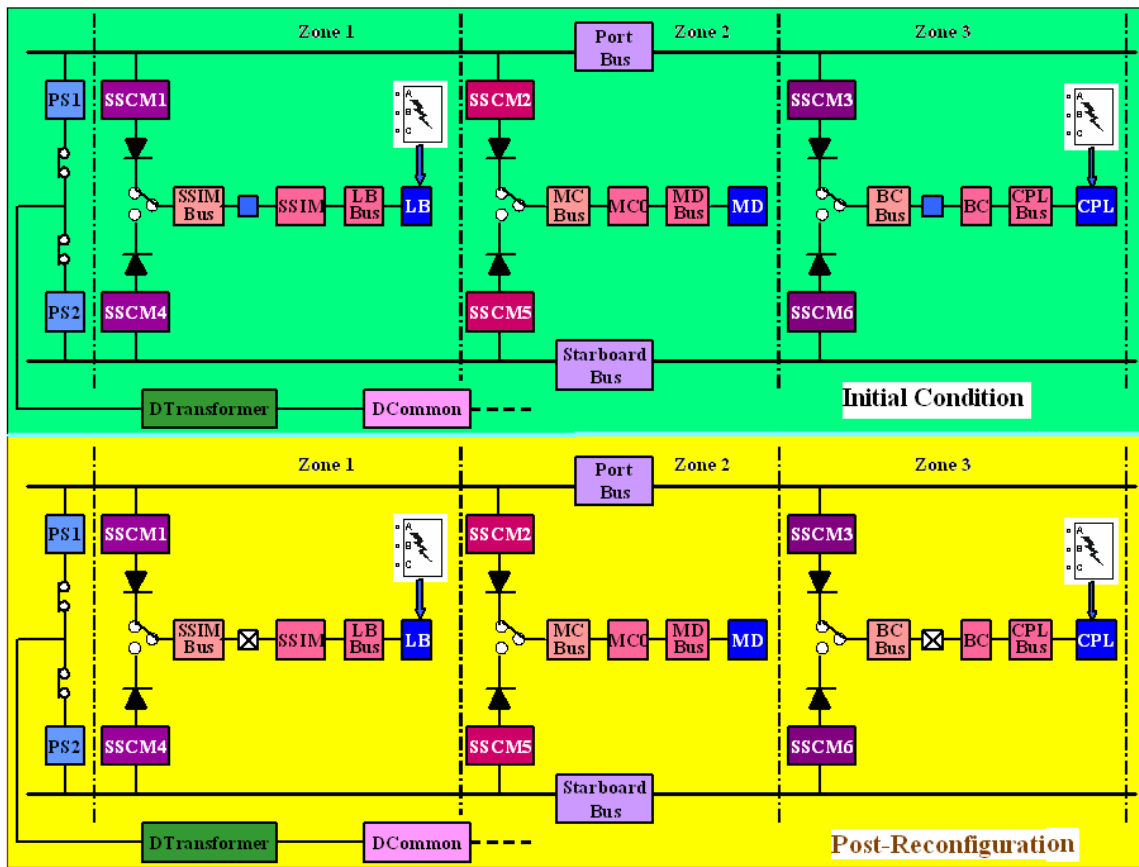 Zone 1
Port
Bus
Zone 2
Zone 3
PS1
SSCM1
A
B
C
SSCM2
SSCM3
A
B
C
SSIM
Bus
SSIM
LB
Bus
LB
MC
Bus
MC
MD
Bus
MD
BC
Bus
BC
CPL
Bus
CPL
PS2
SSCM4
SSCM5
SSCM6
Starboard
Bus
DTransformer
DCommon
Initial Condition
Zone 1
Port
Bus
Zone 2
Zone 3
PS1
SSCM1
A
B
C
SSCM2
SSCM3
A
B
C
SSIM
Bus
SSIM
LB
Bus
LB
MC
Bus
MC
MD
Bus
MD
BC
Bus
BC
CPL
Bus
CPL
PS2
SSCM4
SSCM5
SSCM6
Starboard
Bus
DTransformer
DCommon
Post-Reconfiguration